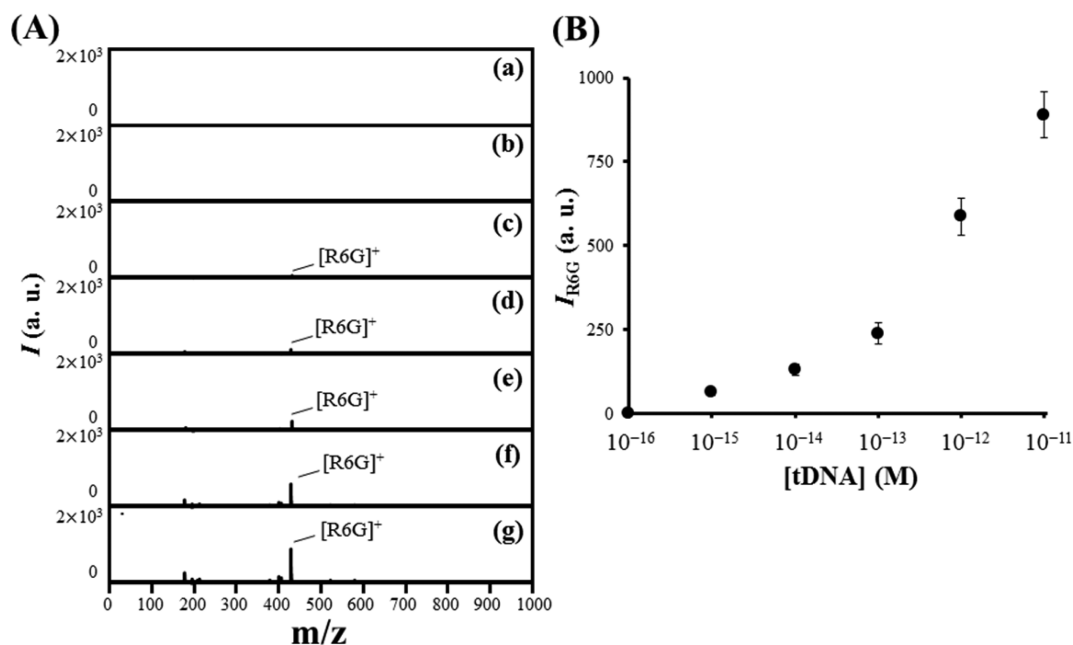 (A)
2×10³
(a)
0
2×10³
(b)
0
2×10³
(c)
[R6G]⁺
0
2×10³
(d)
[R6G]⁺
0
2×10³
(e)
[R6G]⁺
0
2×10³
(f)
[R6G]⁺
0
2×10³
(g)
[R6G]⁺
0
I (a. u.)
0 100 200 300 400 500 600 700 800 900 1000
m/z
(B)
1000
750
500
250
0
I_R6G (a. u.)
10⁻¹⁶ 10⁻¹⁵ 10⁻¹⁴ 10⁻¹³ 10⁻¹² 10⁻¹¹
[tDNA] (M)